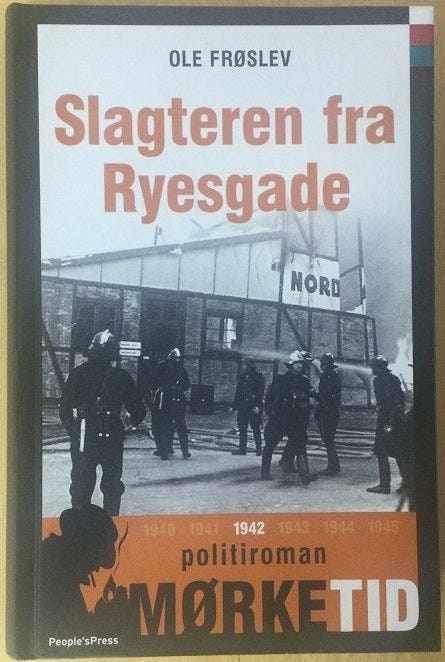 OLE FRØSLEV
Slagteren fra
Ryesgade
NORD
1940 1941 1942 1943 1944 1945
politiroman
MØRKETID
People'sPress